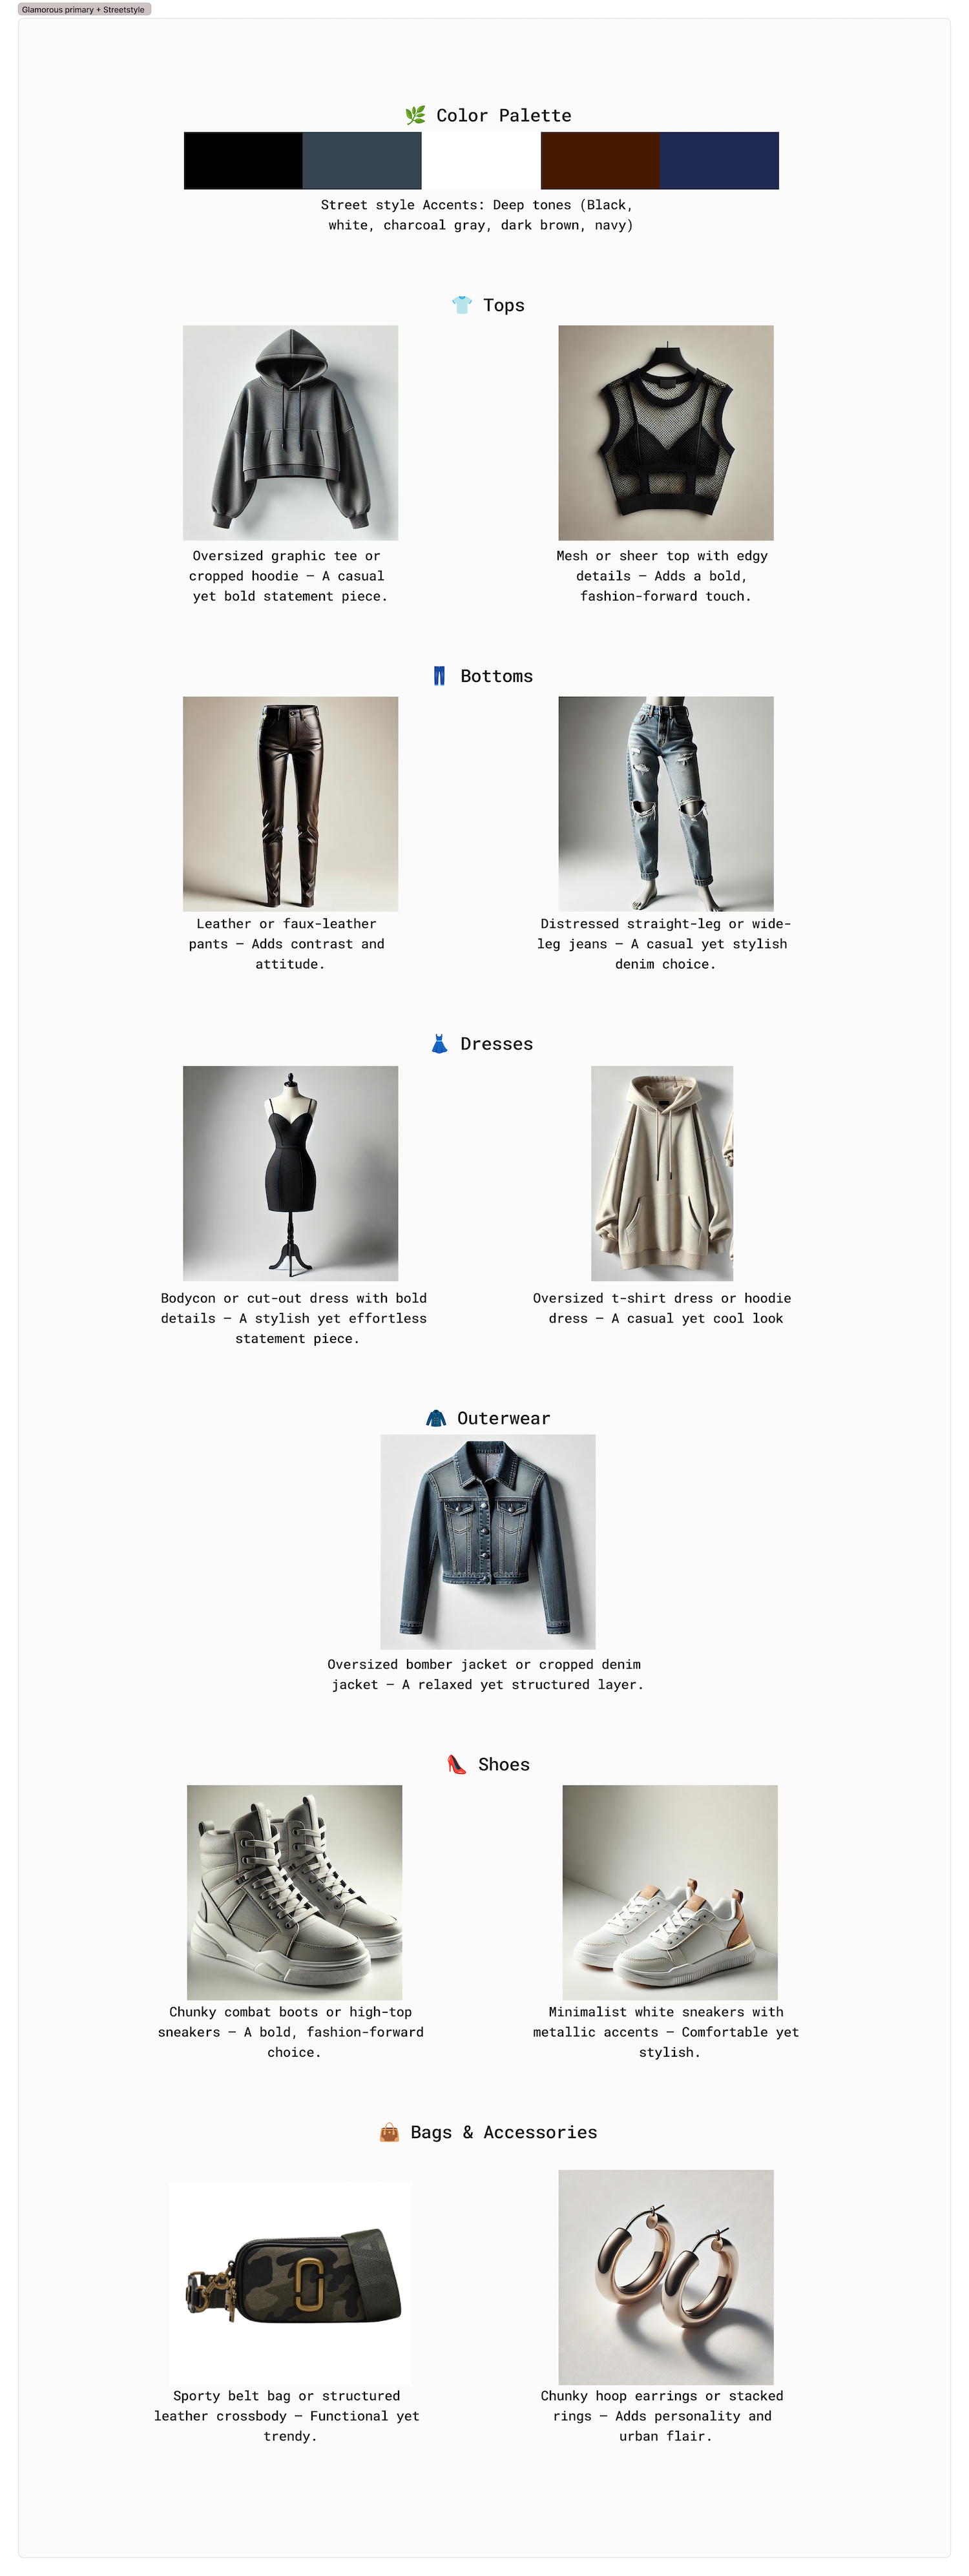 Glamorous primary + Streetstyle
🌿 Color Palette
Street style Accents: Deep tones (Black,
white, charcoal gray, dark brown, navy)
👕 Tops
Oversized graphic tee or
cropped hoodie – A casual
yet bold statement piece.
Mesh or sheer top with edgy
details – Adds a bold,
fashion-forward touch.
👖 Bottoms
Leather or faux-leather
pants – Adds contrast and
attitude.
Distressed straight-leg or wide-
leg jeans – A casual yet stylish
denim choice.
👗 Dresses
Bodycon or cut-out dress with bold
details – A stylish yet effortless
statement piece.
Oversized t-shirt dress or hoodie
dress – A casual yet cool look
🧥 Outerwear
Oversized bomber jacket or cropped denim
jacket – A relaxed yet structured layer.
👠 Shoes
Chunky combat boots or high-top
sneakers – A bold, fashion-forward
choice.
Minimalist white sneakers with
metallic accents – Comfortable yet
stylish.
👜 Bags & Accessories
Sporty belt bag or structured
leather crossbody – Functional yet
trendy.
Chunky hoop earrings or stacked
rings – Adds personality and
urban flair.